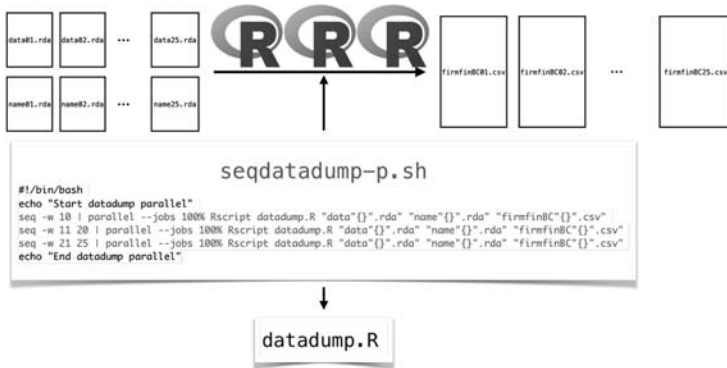 data01.rda data02.rda ... data25.rda
R R R
firmfinBC01.csv firmfinBC02.csv ... firmfinBC25.csv
name01.rda name02.rda ... name25.rda
seqdatadump-p.sh
#!/bin/bash
echo "Start datadump parallel"
seq -w 10 | parallel --jobs 100% Rscript datadump.R "data"{}".rda" "name"{}".rda" "firmfinBC"{}".csv"
seq -w 11 20 | parallel --jobs 100% Rscript datadump.R "data"{}".rda" "name"{}".rda" "firmfinBC"{}".csv"
seq -w 21 25 | parallel --jobs 100% Rscript datadump.R "data"{}".rda" "name"{}".rda" "firmfinBC"{}".csv"
echo "End datadump parallel"
datadump.R